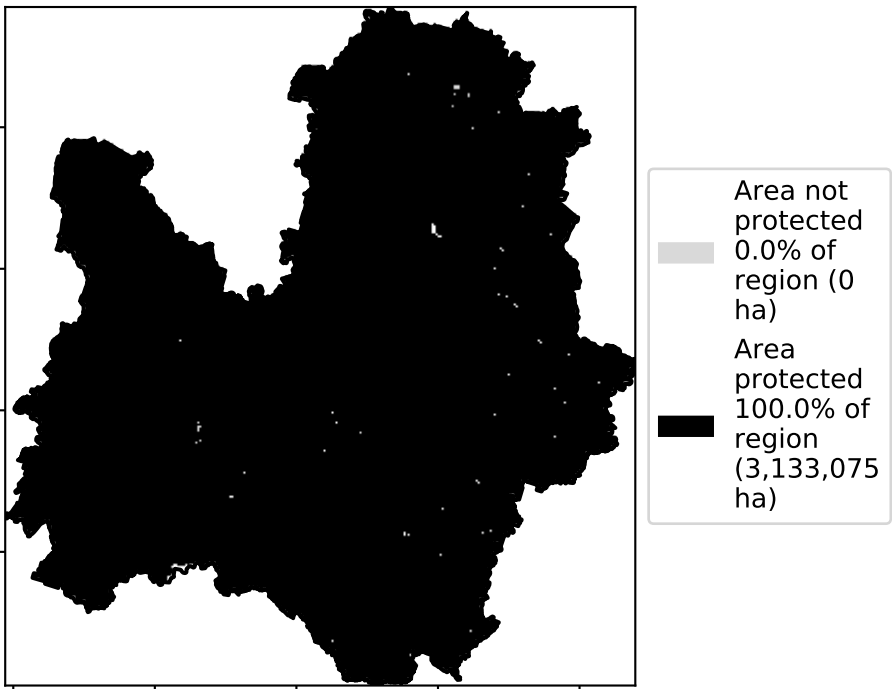 Area not
protected
0.0% of
region (0
ha)
Area
protected
100.0% of
region
(3,133,075
ha)